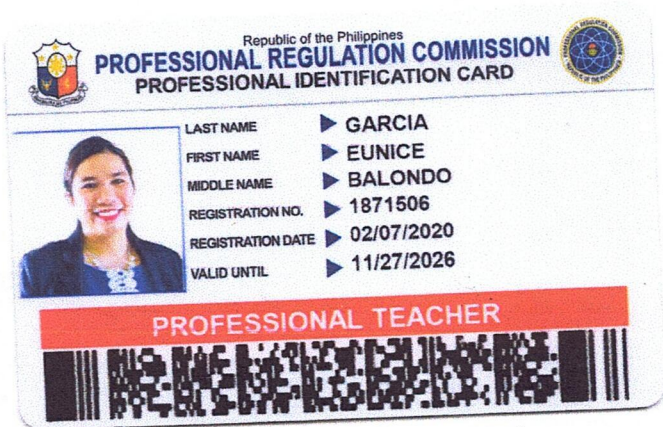 Republic of the Philippines
PROFESSIONAL REGULATION COMMISSION
PROFESSIONAL IDENTIFICATION CARD
LAST NAME GARCIA
FIRST NAME EUNICE
MIDDLE NAME BALONDO
REGISTRATION NO. 1871506
REGISTRATION DATE 02/07/2020
VALID UNTIL 11/27/2026
PROFESSIONAL TEACHER